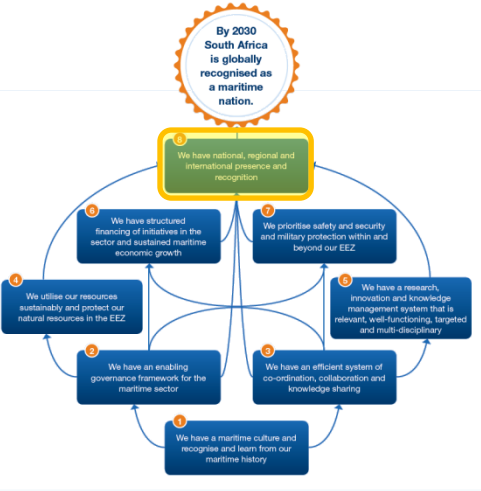 By 2030
South Africa
is globally
recognised as
a maritime
nation.
8
We have national, regional and
international presence and
recognition
6
We have structured
financing of initiatives in the
sector and sustained maritime
economic growth
7
We prioritise safety and security
and military protection within and
beyond our EEZ
4
We utilise our resources
sustainably and protect our
natural resources in the EEZ
5
We have a research,
innovation and knowledge
management system that is
relevant, well-functioning, targeted
and multi-disciplinary
2
We have an enabling
governance framework for the
maritime sector
3
We have an efficient system of
co-ordination, collaboration and
knowledge sharing
1
We have a maritime culture and
recognise and learn from our
maritime history